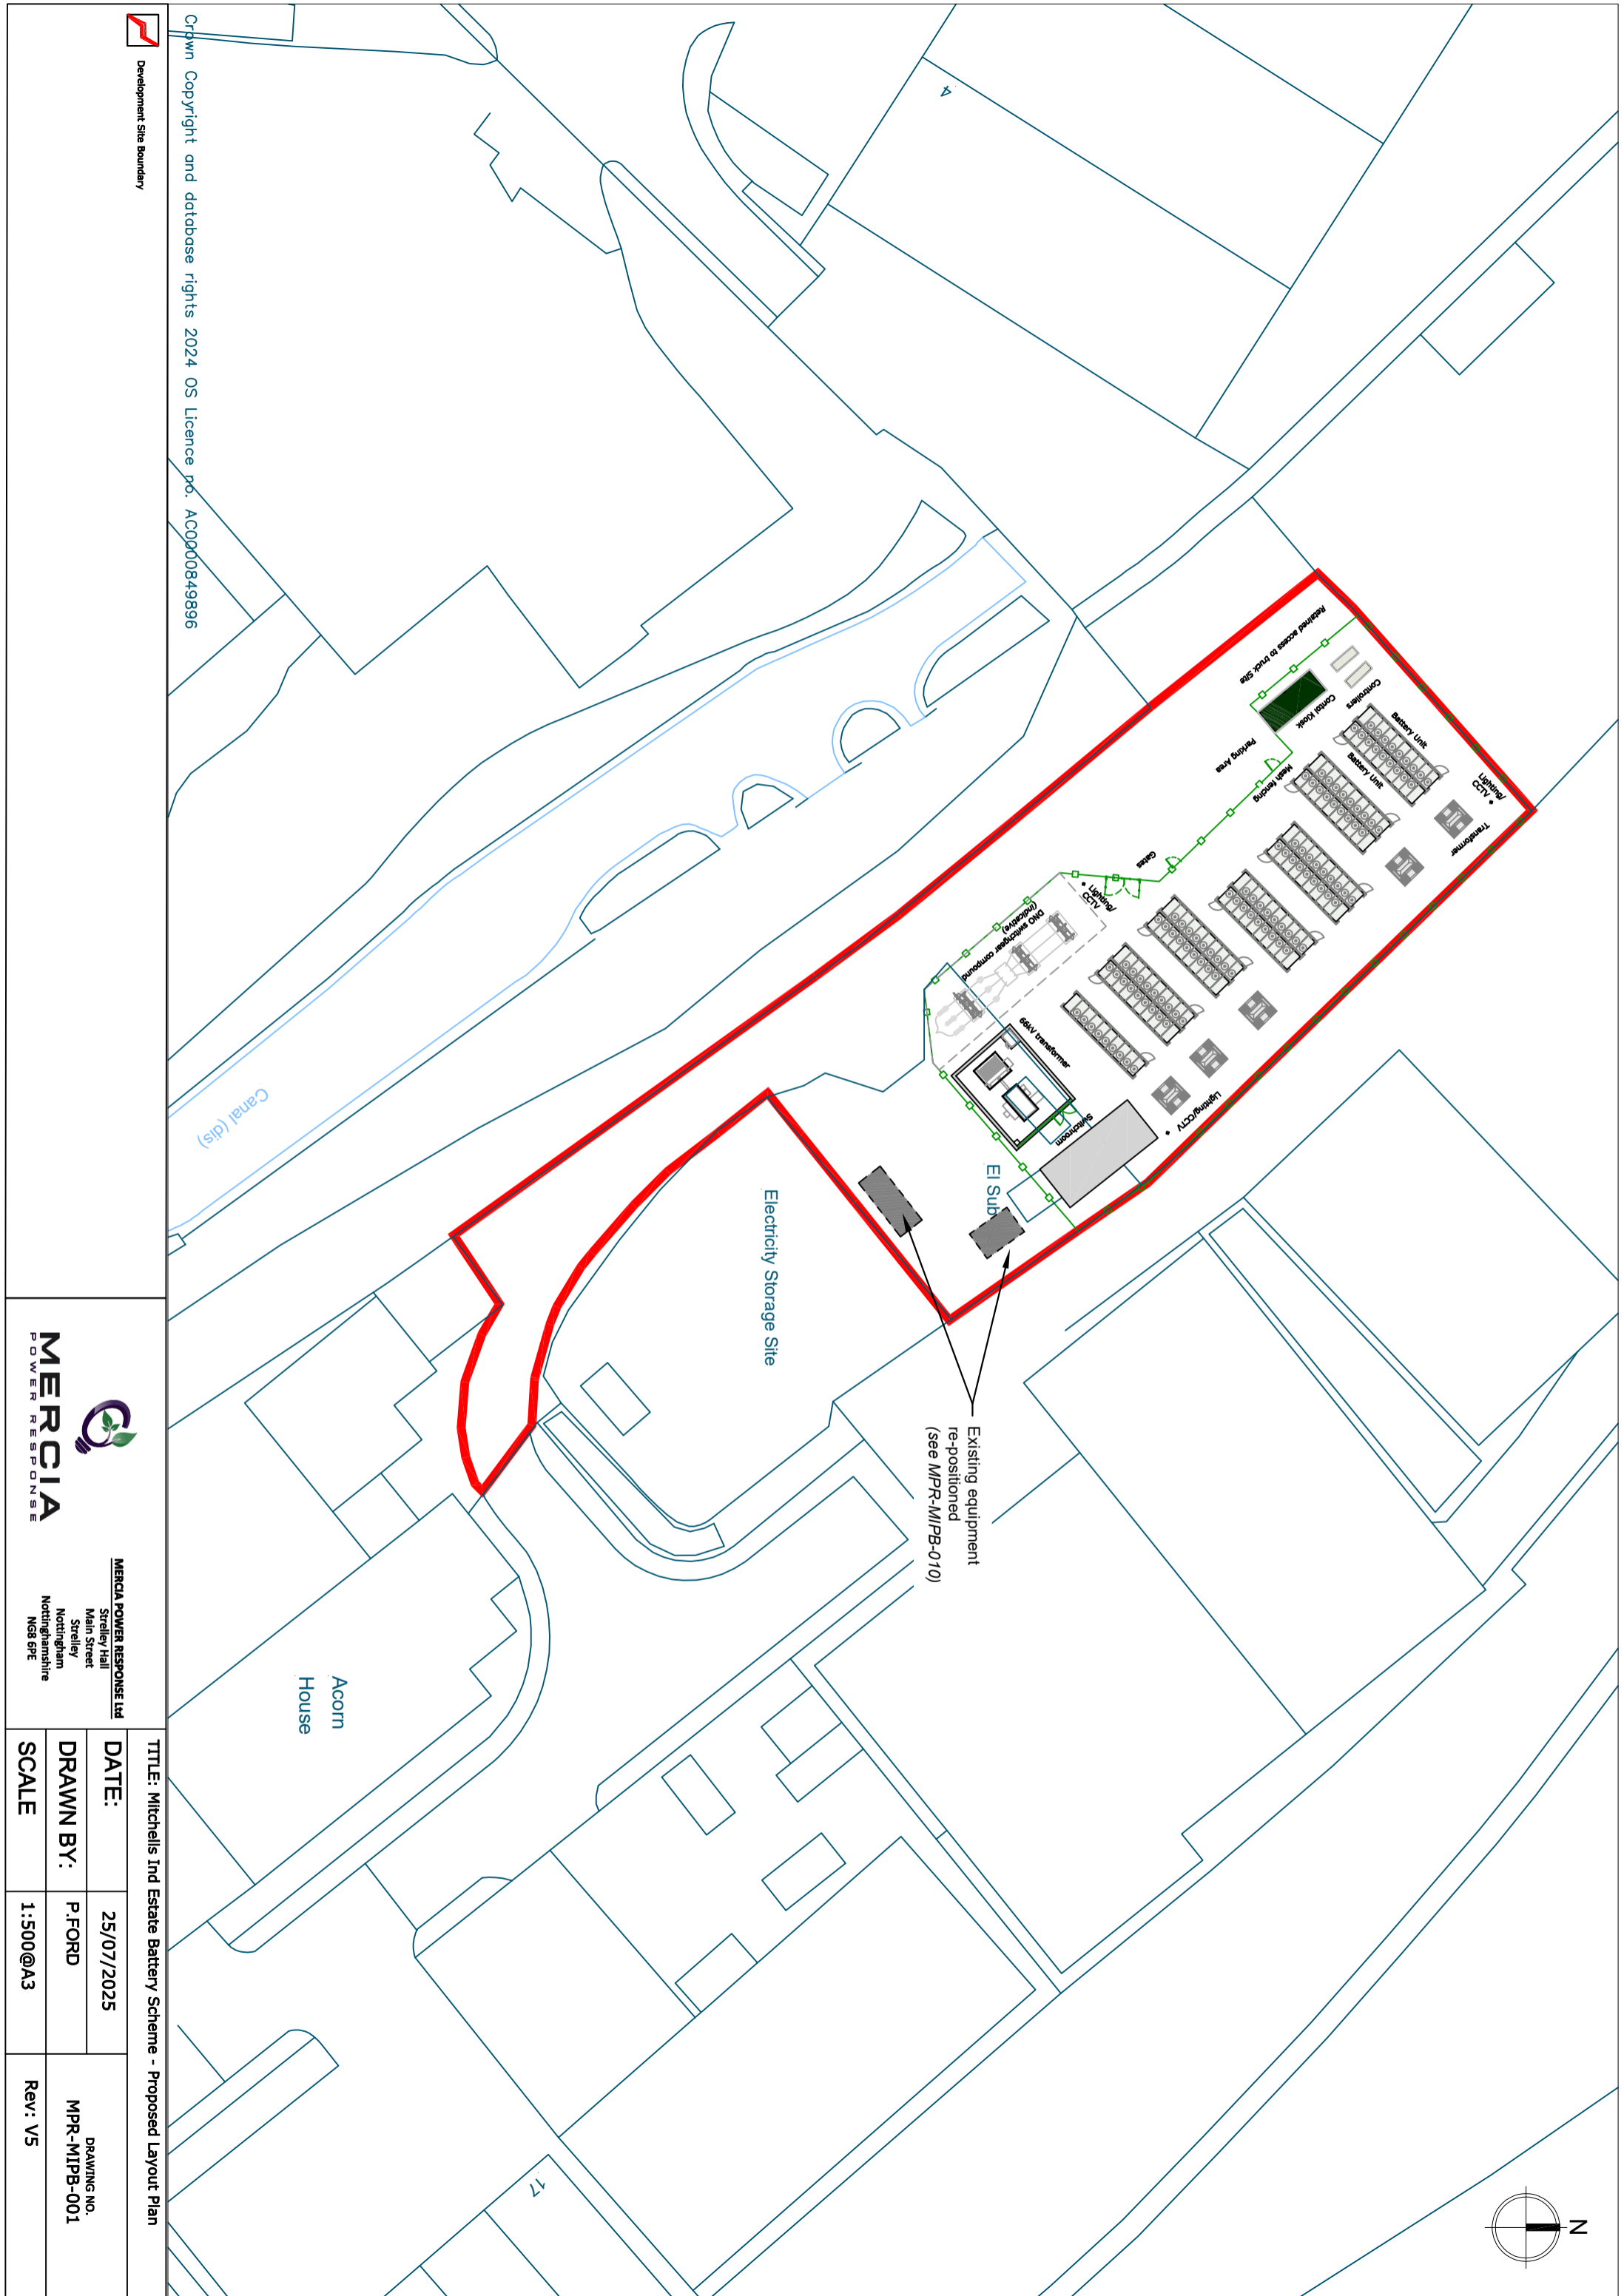 N
Lighting/
CCTV
Transformer
Battery Unit
Battery Unit
Controllers
Contol Kiosk
Retained access to truck Site
Parking Area
Mesh fencing
Gates
Lighting/
CCTV
DNO switchgear compound
(indicative)
66kV transformer
Switchroom
Lighting/CCTV
El Sub
Existing equipment
re-positioned
(see MPR-MIPB-010)
Electricity Storage Site
4
Canal (dis)
Acorn
House
17
Crown Copyright and database rights 2024 OS Licence no. AC0000849896
Development Site Boundary
MERCIA
POWER RESPONSE
MERCIA POWER RESPONSE Ltd
Strelley Hall
Main Street
Strelley
Nottingham
Nottinghamshire
NG8 6PE
TITLE: Mitchells Ind Estate Battery Scheme - Proposed Layout Plan
DATE: 25/07/2025
DRAWING NO.
MPR-MIPB-001
DRAWN BY: P.FORD
SCALE 1:500@A3
Rev: V5